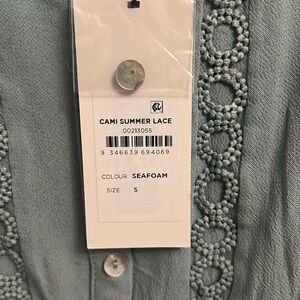 CAMI SUMMER LACE
00213055
9 346639 694069
COLOUR SEAFOAM
SIZE S